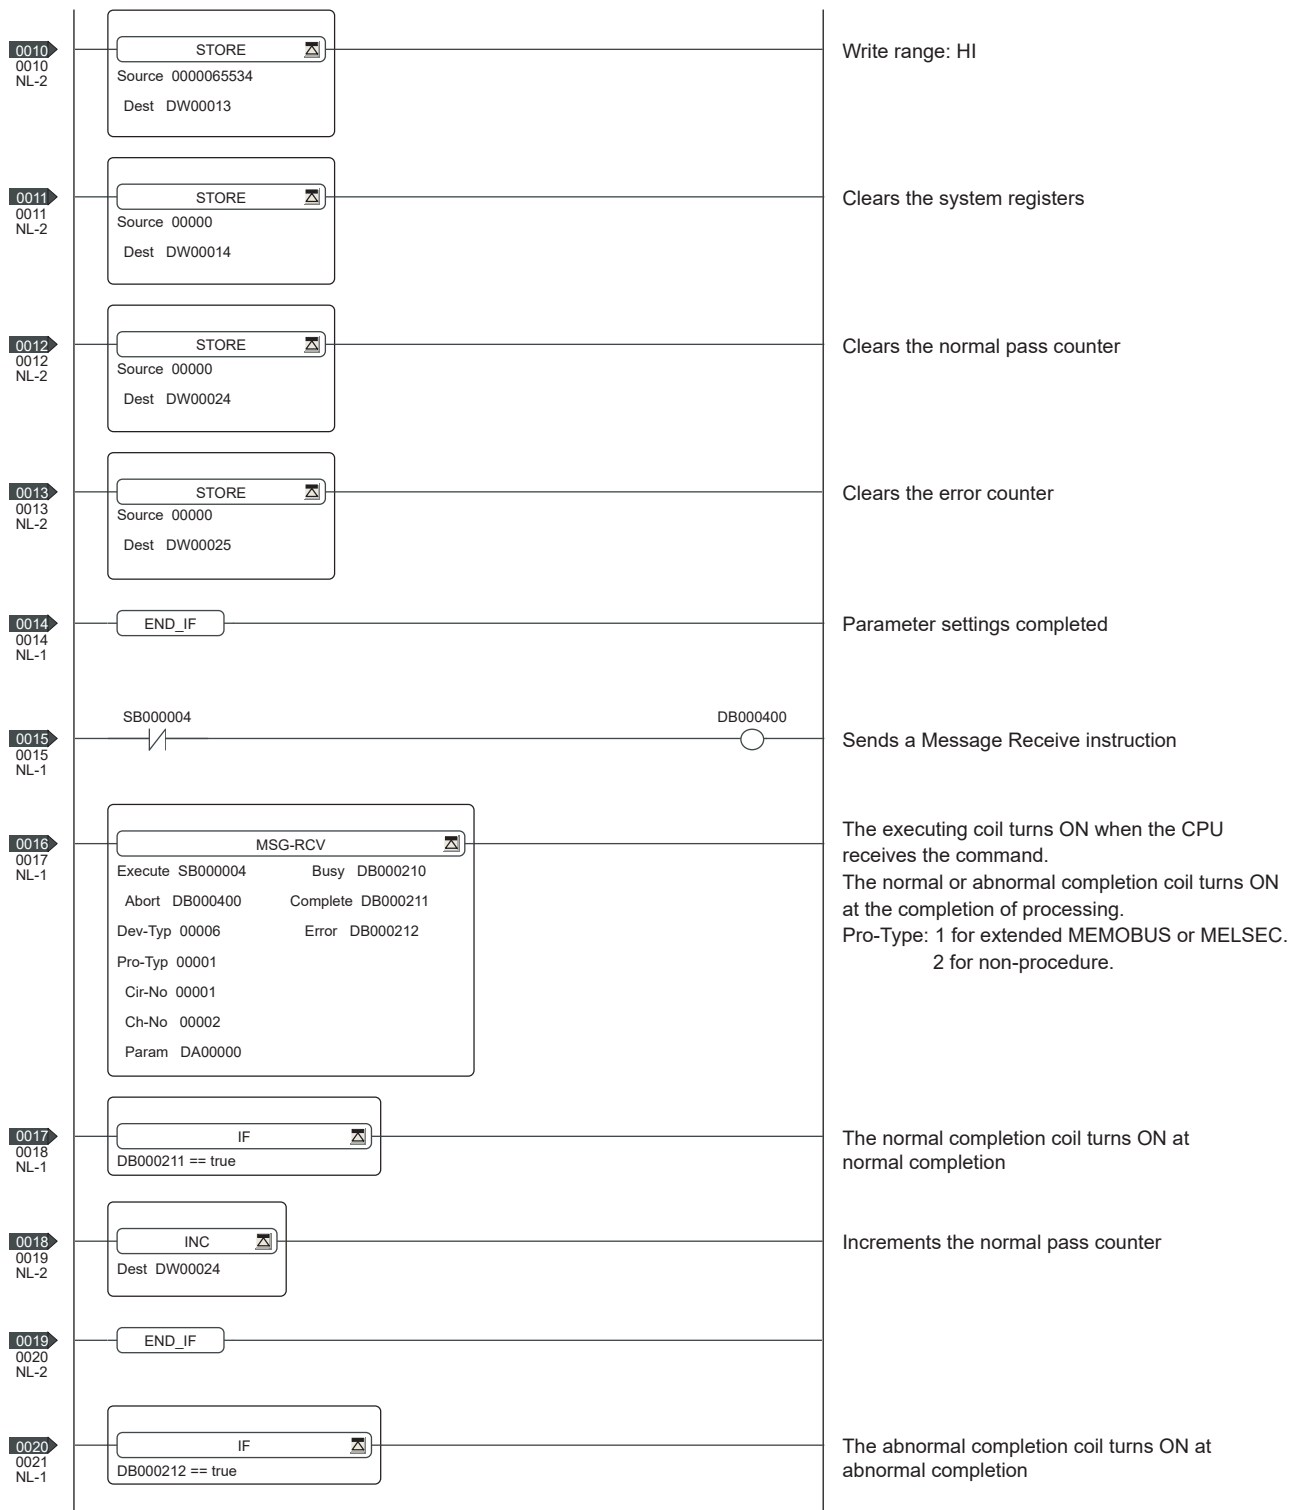 0010
0010
NL-2
STORE
Source 0000065534
Dest DW00013
Write range: HI
0011
0011
NL-2
STORE
Source 00000
Dest DW00014
Clears the system registers
0012
0012
NL-2
STORE
Source 00000
Dest DW00024
Clears the normal pass counter
0013
0013
NL-2
STORE
Source 00000
Dest DW00025
Clears the error counter
0014
0014
NL-1
END_IF
Parameter settings completed
SB000004 DB000400
0015
0015
NL-1
Sends a Message Receive instruction
0016
0017
NL-1
MSG-RCV
Execute SB000004 Busy DB000210
Abort DB000400 Complete DB000211
Dev-Typ 00006 Error DB000212
Pro-Typ 00001
Cir-No 00001
Ch-No 00002
Param DA00000
The executing coil turns ON when the CPU
receives the command.
The normal or abnormal completion coil turns ON
at the completion of processing.
Pro-Type: 1 for extended MEMOBUS or MELSEC.
2 for non-procedure.
0017
0018
NL-1
IF
DB000211 == true
The normal completion coil turns ON at
normal completion
0018
0019
NL-2
INC
Dest DW00024
Increments the normal pass counter
0019
0020
NL-2
END_IF
0020
0021
NL-1
IF
DB000212 == true
The abnormal completion coil turns ON at
abnormal completion